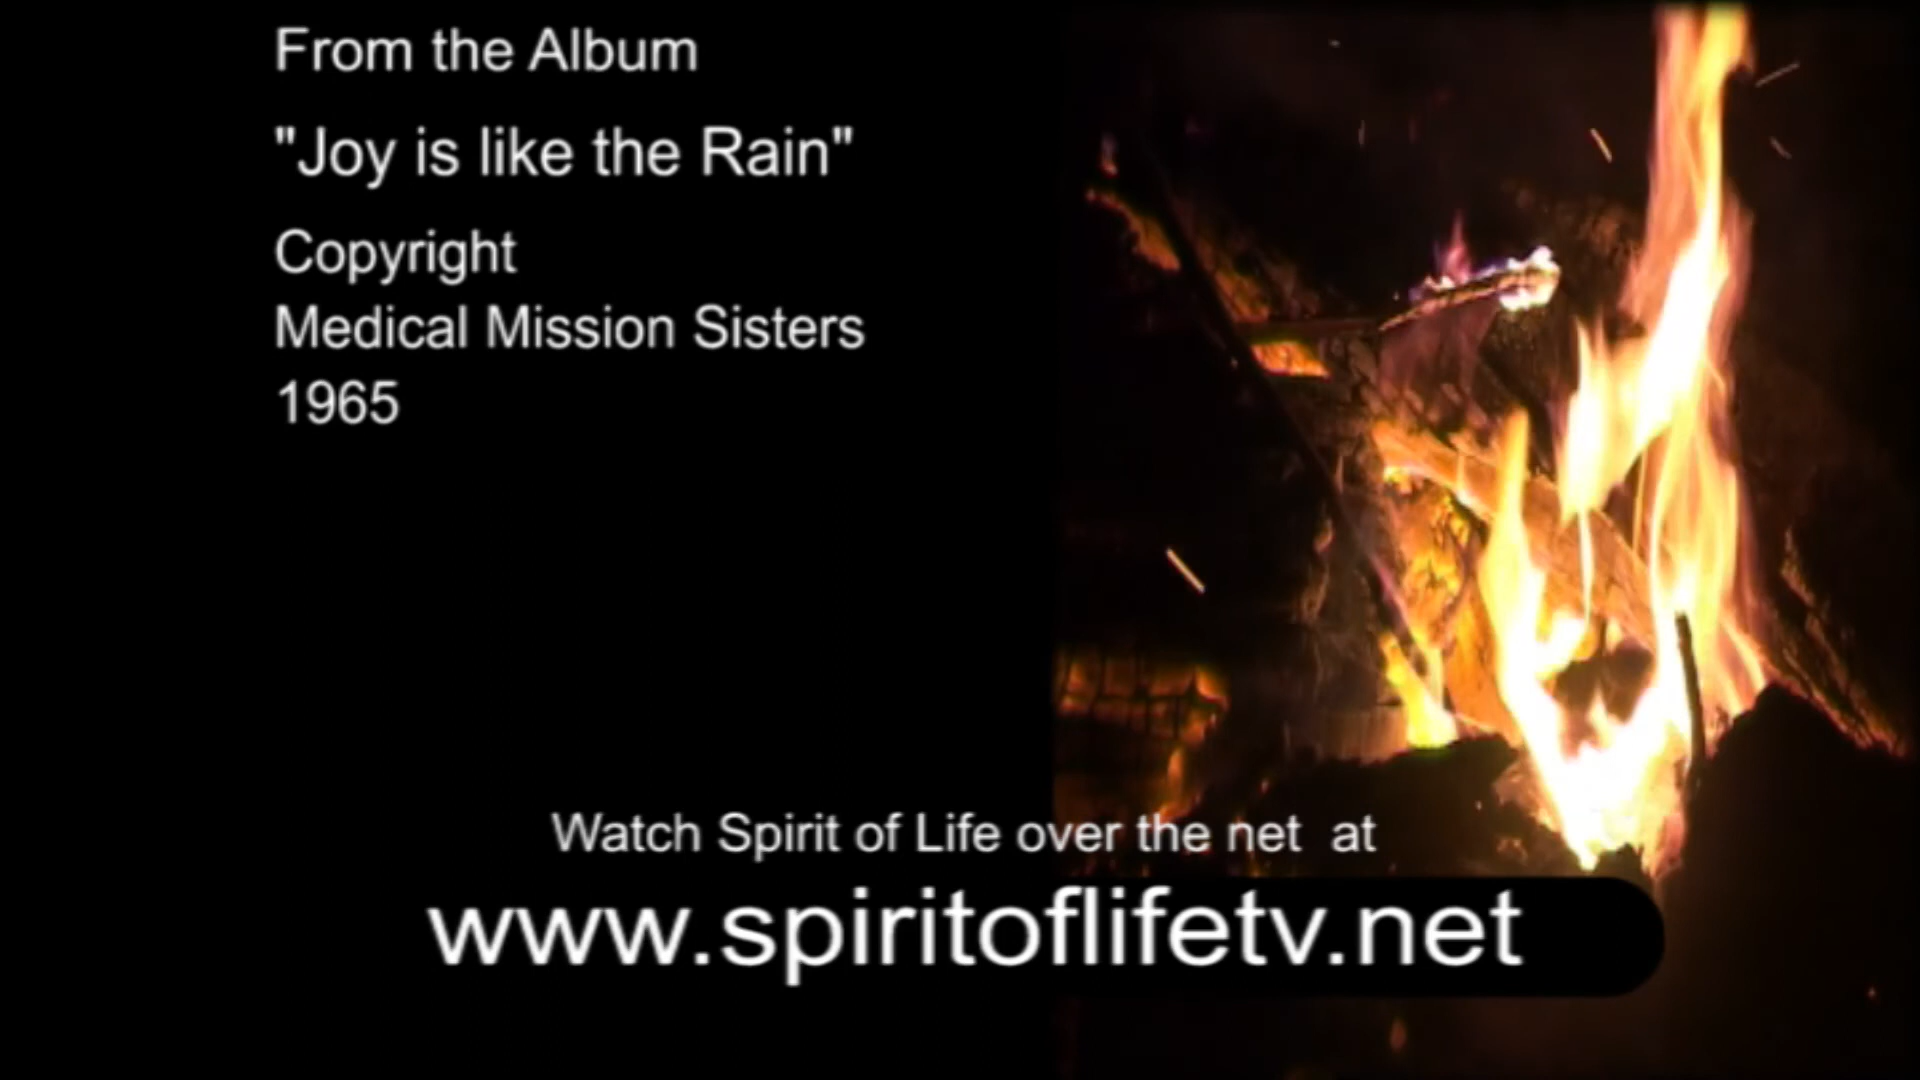 From the Album
"Joy is like the Rain"
Copyright
Medical Mission Sisters
1965
Watch Spirit of Life over the net at
www.spiritoflifetv.net